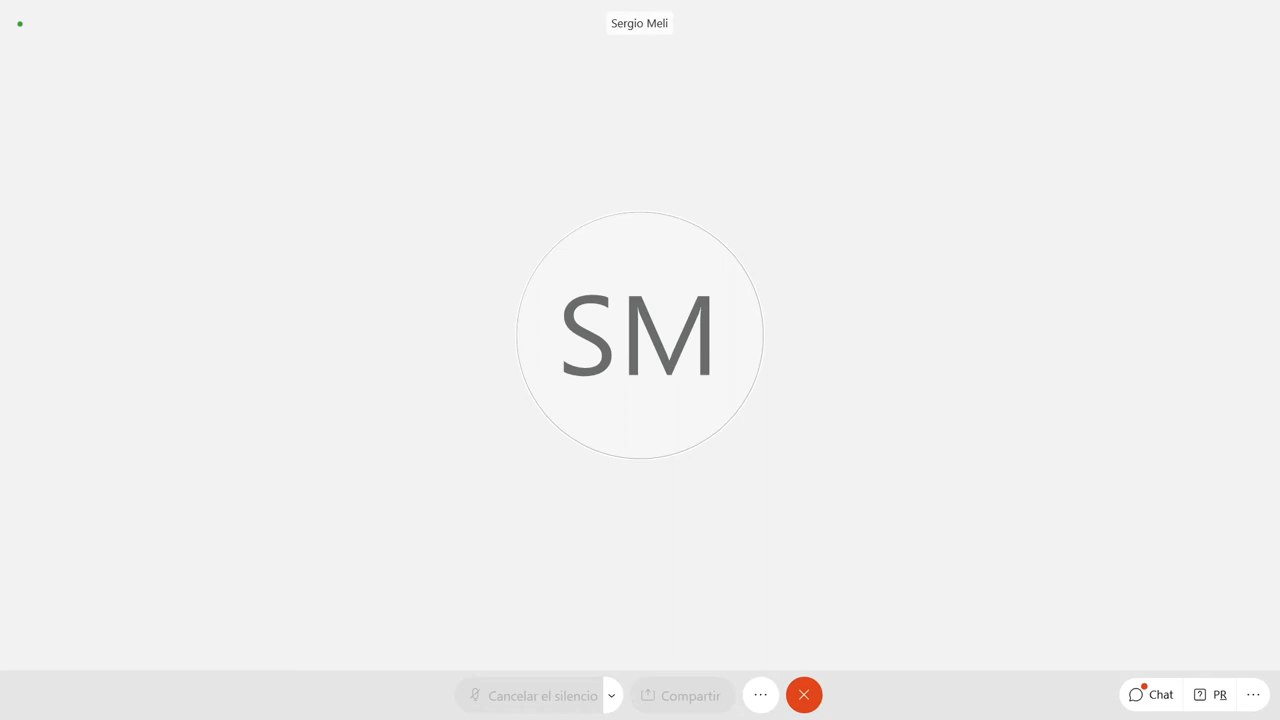 Sergio Meli
SM
Cancelar el silencio
Compartir
Chat
PR